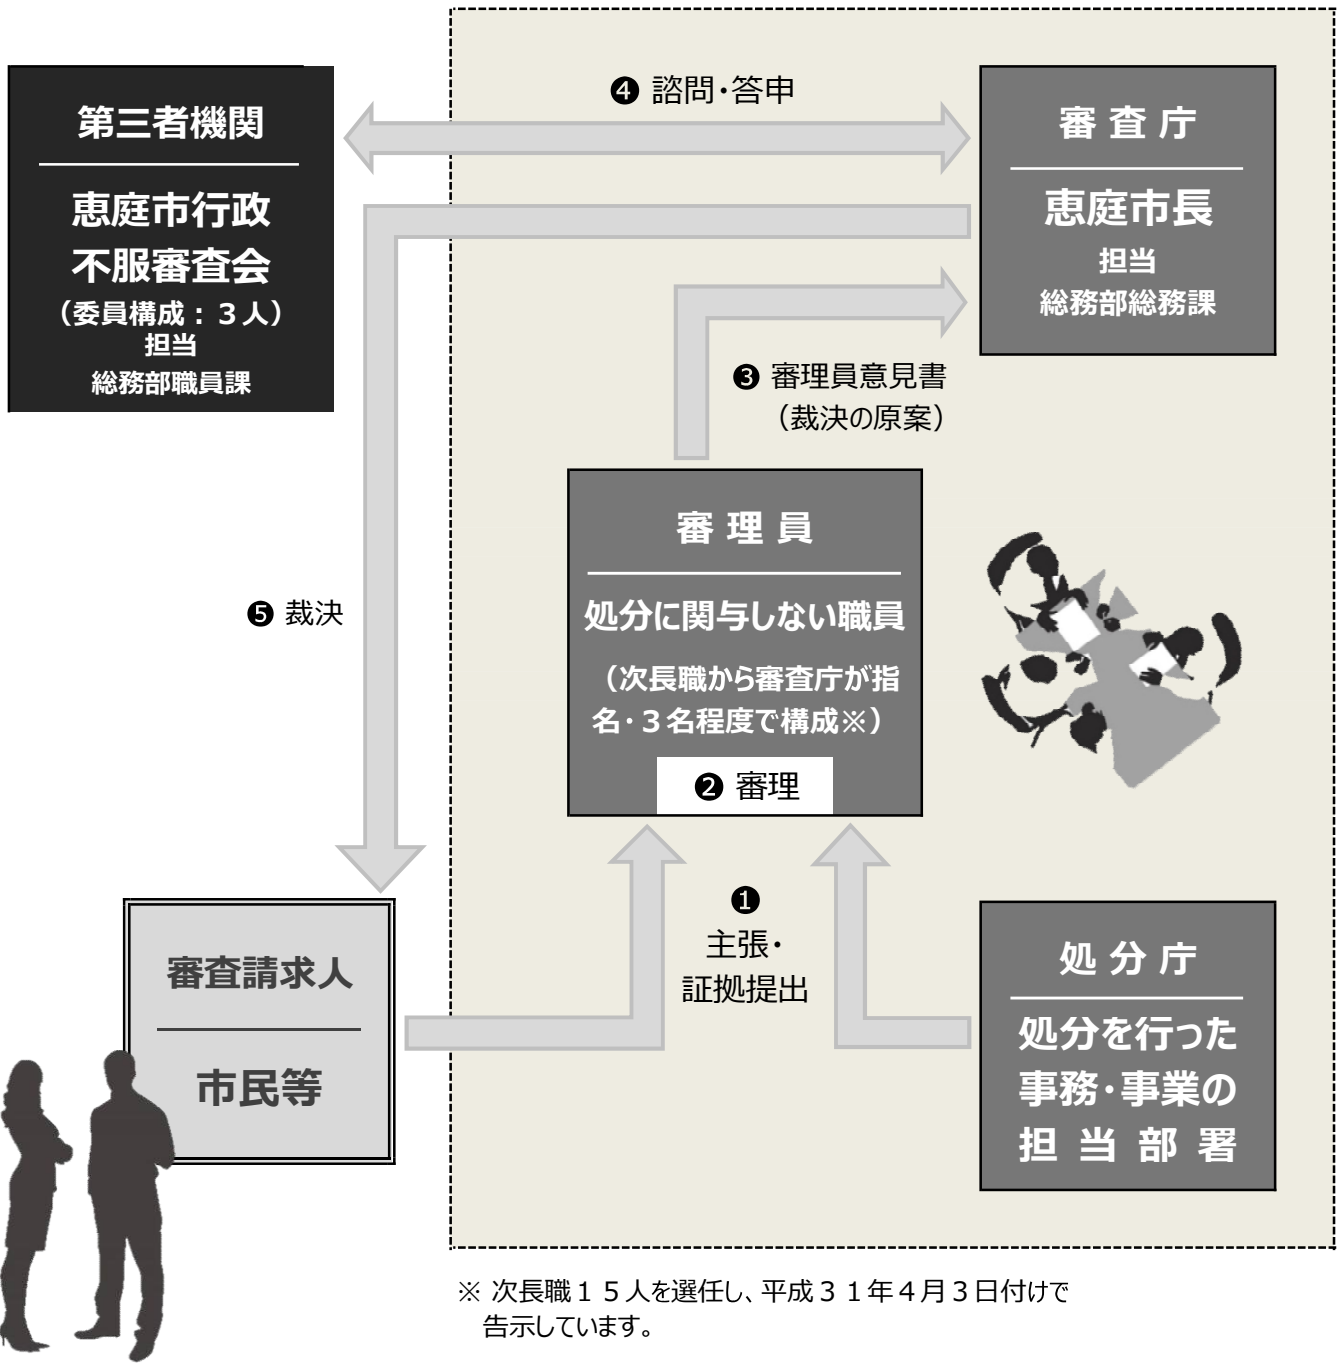 ❹ 諮問・答申
第三者機関
恵庭市行政
不服審査会
（委員構成：３人）
担当
総務部職員課
審 査 庁
恵庭市長
担当
総務部総務課
❸ 審理員意見書
（裁決の原案）
審 理 員
処分に関与しない職員
（次長職から審査庁が指
名・３名程度で構成※）
❷ 審理
❺ 裁決
❶
主張・
証拠提出
審査請求人
市民等
処 分 庁
処分を行った
事務・事業の
担 当 部 署
※ 次長職１５人を選任し、平成３１年４月３日付けで
告示しています。